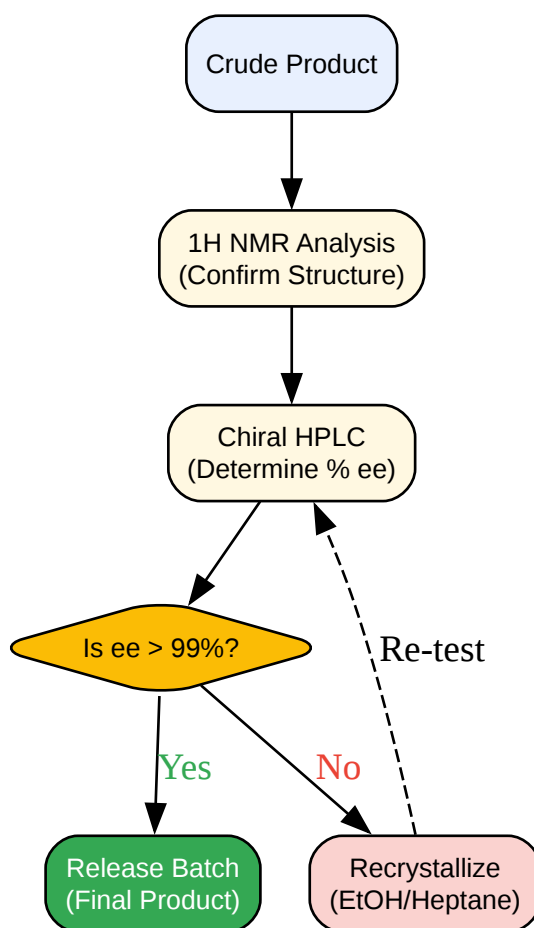 Crude Product
1H NMR Analysis
(Confirm Structure)
Chiral HPLC
(Determine % ee)
Is ee > 99%?
Re-test
Yes
No
Release Batch
(Final Product)
Recrystallize
(EtOH/Heptane)